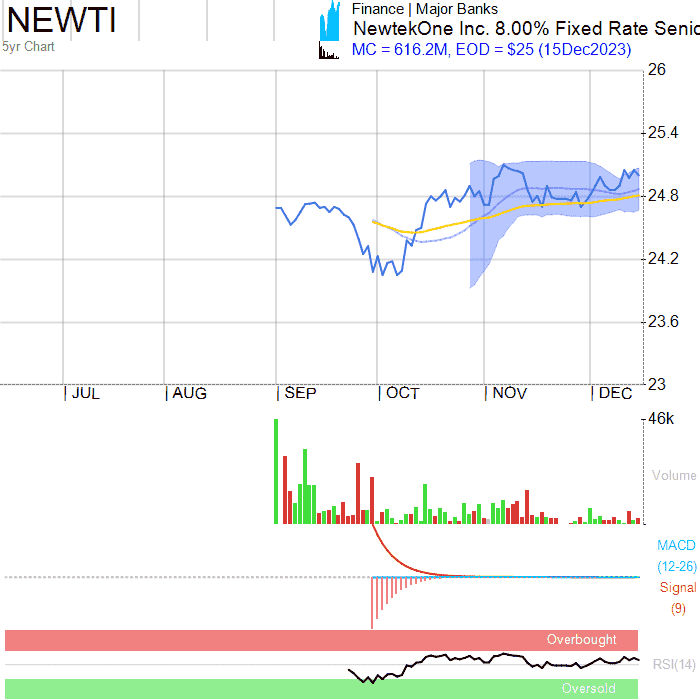 NEWTI
5yr Chart
Finance | Major Banks
NewtekOne Inc. 8.00% Fixed Rate Senio
MC = 616.2M, EOD = $25 (15Dec2023)
26
25.4
24.8
24.2
23.6
23
JUL
AUG
SEP
OCT
NOV
DEC
46k
Volume
MACD
(12-26)
Signal
(9)
Overbought
RSI(14)
Oversold